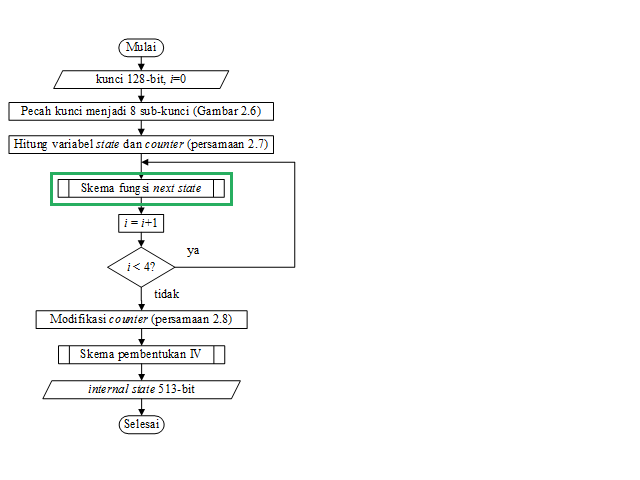 Mulai
kunci 128-bit, i=0
Pecah kunci menjadi 8 sub-kunci (Gambar 2.6)
Hitung variabel state dan counter (persamaan 2.7)
Skema fungsi next state
i = i+1
ya
i < 4?
tidak
Modifikasi counter (persamaan 2.8)
Skema pembentukan IV
internal state 513-bit
Selesai